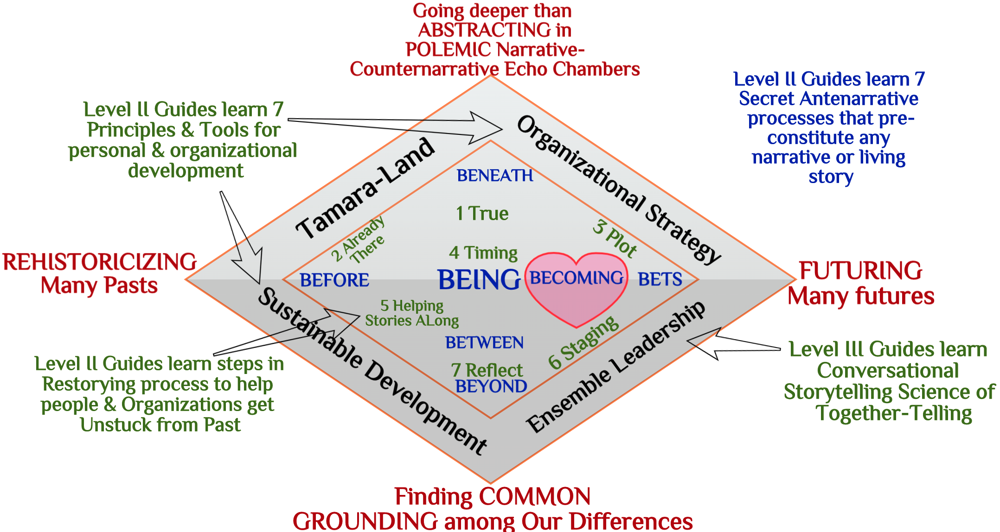 Going deeper than
ABSTRACTING in
POLEMIC Narrative-
Counternarrative Echo Chambers
Level II Guides learn 7
Secret Antenarrative
processes that pre-
constitute any
narrative or living
story
Level II Guides learn 7
Principles & Tools for
personal & organizational
development
Tamara-Land
Organizational Strategy
BENEATH
1 True
2 Already
There
3 Plot
4 Timing
REHISTORICIZING
Many Pasts
BEFORE
BEING
BECOMING
BETS
FUTURING
Many futures
5 Helping
Stories ALong
BETWEEN
6 Staging
7 Reflect
BEYOND
Sustainable Development
Ensemble Leadership
Level II Guides learn steps in
Restorying process to help
people & Organizations get
Unstuck from Past
Level III Guides learn
Conversational
Storytelling Science of
Together-Telling
Finding COMMON
GROUNDING among Our Differences